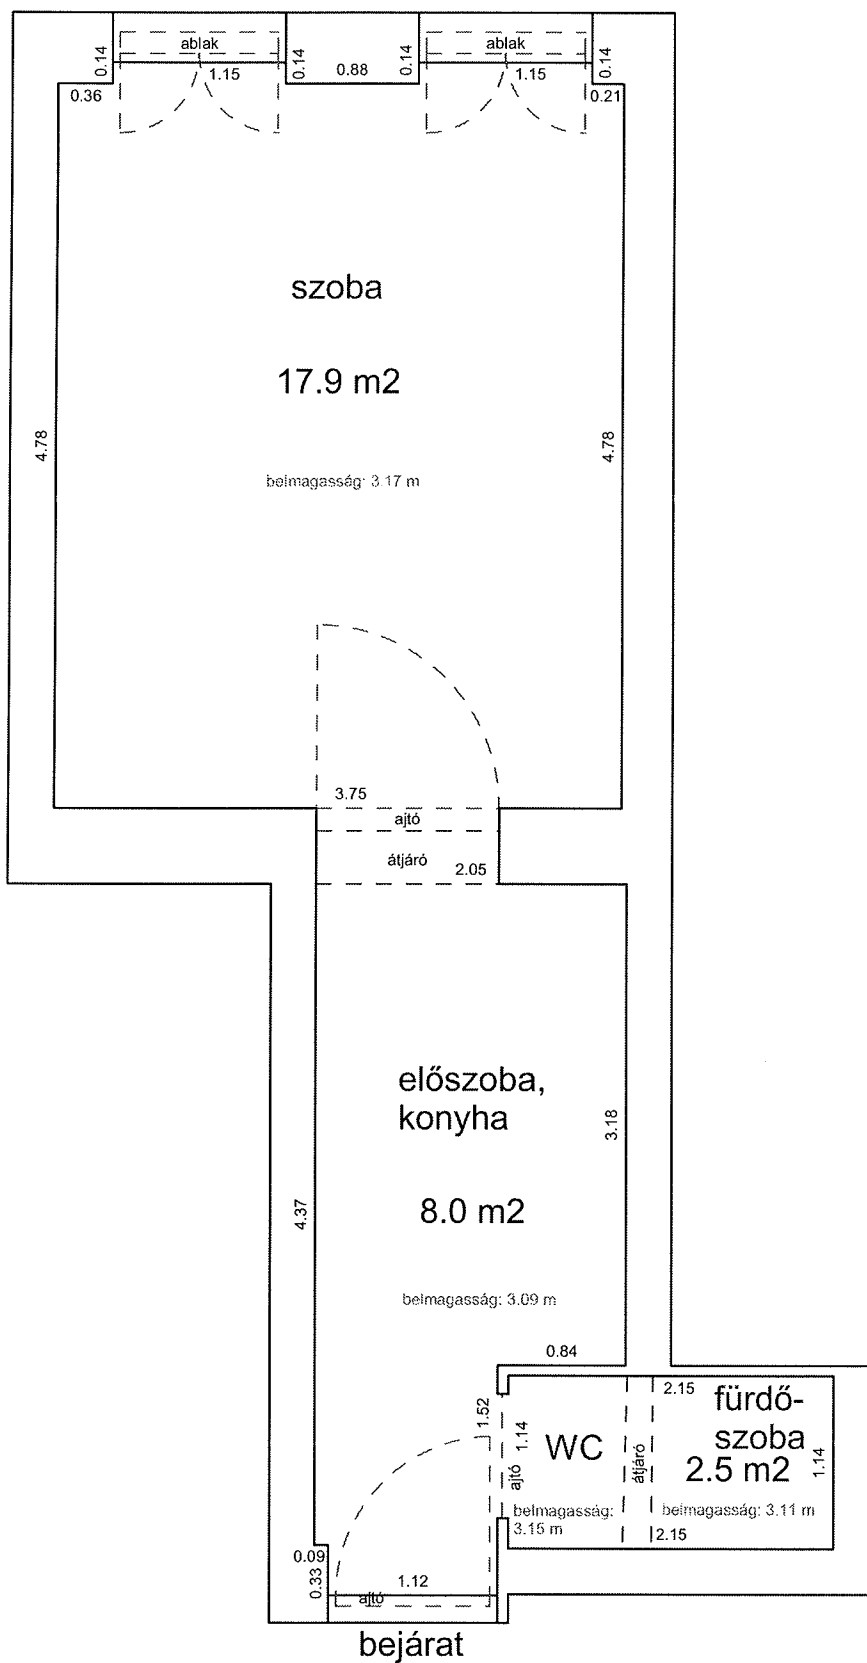 ablak
ablak
0.14
1.15
0.14
0.88
0.14
1.15
0.14
0.36
0.21
szoba
17.9 m2
4.78
4.78
belmagasság: 3.17 m
3.75
ajtó
átjáró
2.05
előszoba,
konyha
3.18
4.37
8.0 m2
belmagasság: 3.09 m
0.84
2.15
fürdő-
szoba
1.52
1.14
WC
átjáró
2.5 m2
1.14
ajtó
belmagasság:
3.15 m
belmagasság: 3.11 m
2.15
0.09
0.33
1.12
ajtó
bejárat